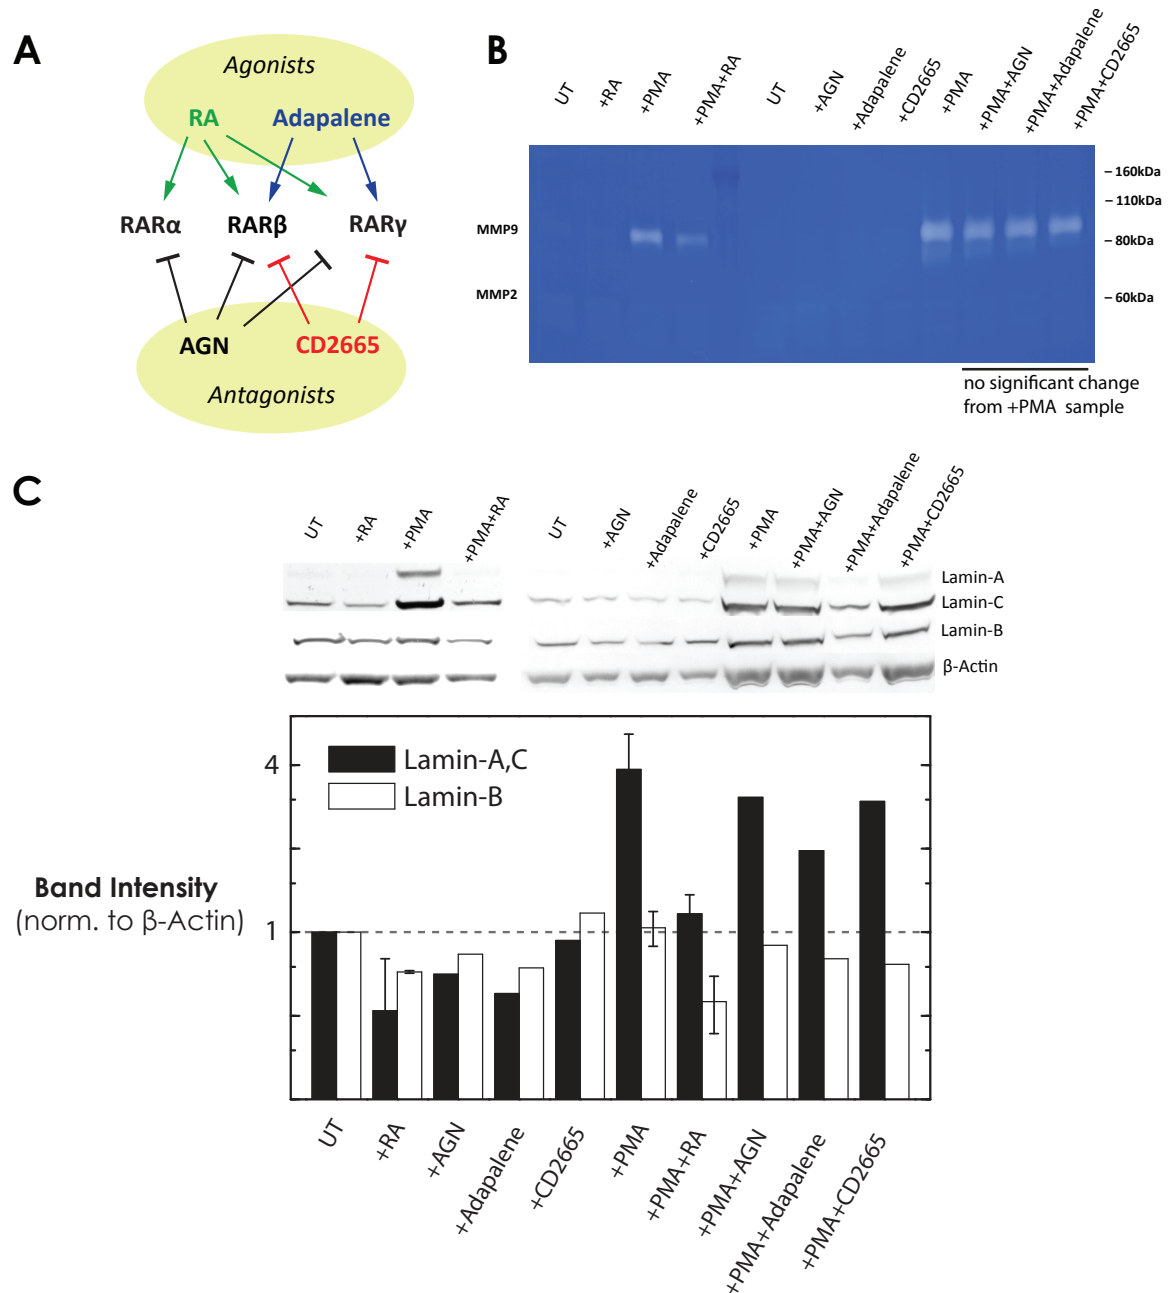 A
Agonists
RA
Adapalene
RARα
RARβ
RARγ
AGN
CD2665
Antagonists
B
UT
+RA
+PMA
+PMA+RA
UT
+AGN
+Adapalene
+CD2665
+PMA
+PMA+AGN
+PMA+Adapalene
+PMA+CD2665
MMP9
MMP2
– 160kDa
– 110kDa
– 80kDa
– 60kDa
no significant change
from +PMA sample
C
UT
+RA
+PMA
+PMA+RA
UT
+AGN
+Adapalene
+CD2665
+PMA
+PMA+AGN
+PMA+Adapalene
+PMA+CD2665
Lamin-A
Lamin-C
Lamin-B
β-Actin
Lamin-A,C
Lamin-B
4
1
Band Intensity
(norm. to β-Actin)
UT
+RA
+AGN
+Adapalene
+CD2665
+PMA
+PMA+RA
+PMA+AGN
+PMA+Adapalene
+PMA+CD2665